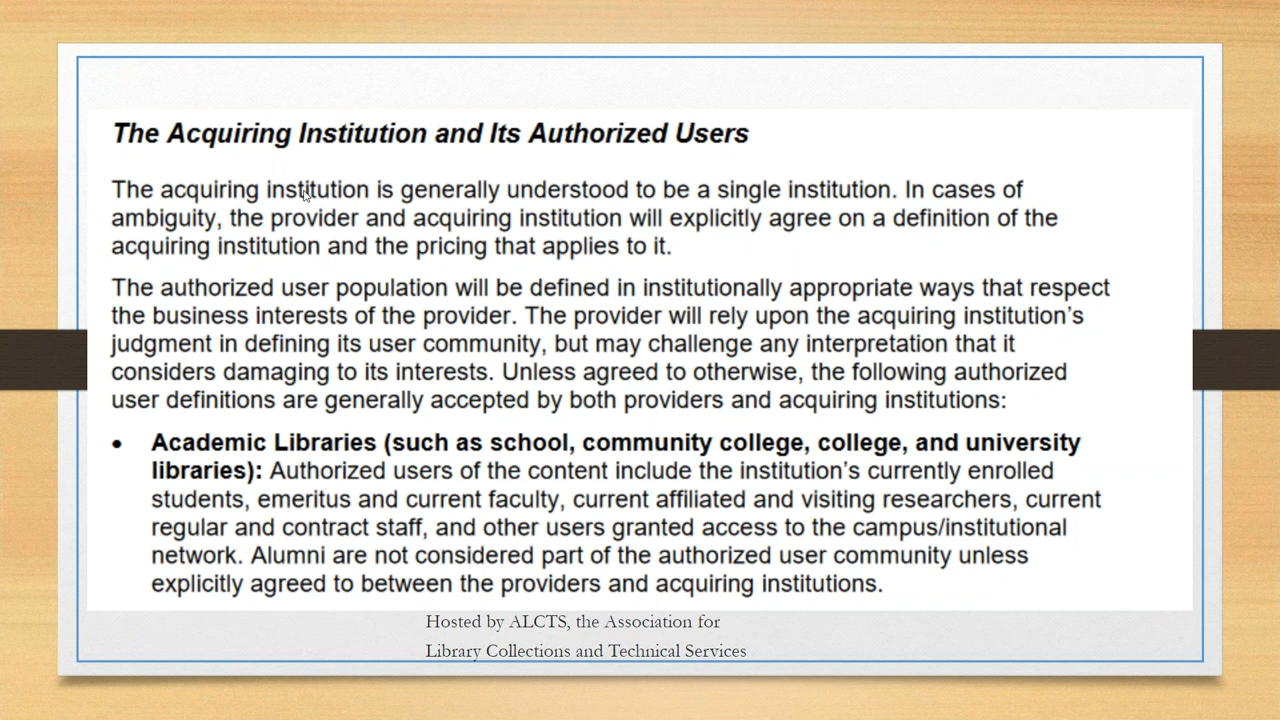 The Acquiring Institution and Its Authorized Users
The acquiring institution is generally understood to be a single institution. In cases of
ambiguity, the provider and acquiring institution will explicitly agree on a definition of the
acquiring institution and the pricing that applies to it.
The authorized user population will be defined in institutionally appropriate ways that respect
the business interests of the provider. The provider will rely upon the acquiring institution's
judgment in defining its user community, but may challenge any interpretation that it
considers damaging to its interests. Unless agreed to otherwise, the following authorized
user definitions are generally accepted by both providers and acquiring institutions:
• Academic Libraries (such as school, community college, college, and university
libraries): Authorized users of the content include the institution's currently enrolled
students, emeritus and current faculty, current affiliated and visiting researchers, current
regular and contract staff, and other users granted access to the campus/institutional
network. Alumni are not considered part of the authorized user community unless
explicitly agreed to between the providers and acquiring institutions.
Hosted by ALCTS, the Association for
Library Collections and Technical Services